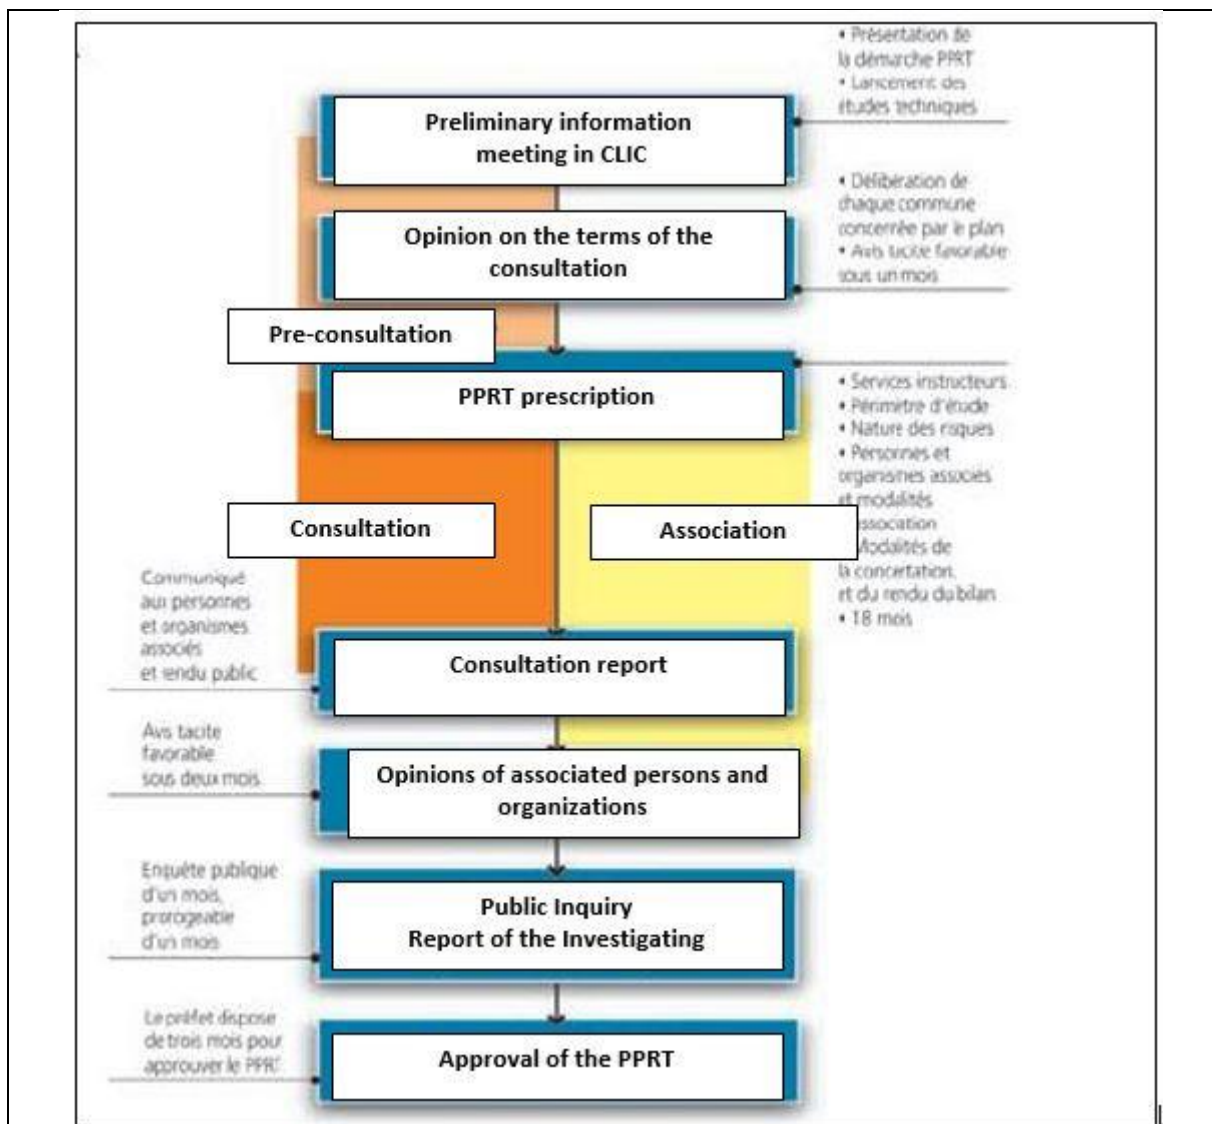 • Présentation de
la démarche PPRT
• Lancement des
études techniques
Preliminary information
meeting in CLIC
• Délibération de
chaque commune
concernée par le plan
• Avis tacite favorable
sous un mois
Opinion on the terms of the
consultation
Pre-consultation
PPRT prescription
• Services instructeurs
• Périmètre d'étude
• Nature des risques
• Personnes et
organismes associés
et modalités
association
Modalités de
la concertation,
et du rendu du bilan
• 18 mois
Consultation
Association
Communiqué
aux personnes
et organismes
associés
et rendu public
Consultation report
Avis tacite
favorable
sous deux mois
Opinions of associated persons and
organizations
Enquête publique
d'un mois,
prorogeable
d'un mois
Public Inquiry
Report of the Investigating
Le préfet dispose
de trois mois pour
approuver le PPRT
Approval of the PPRT